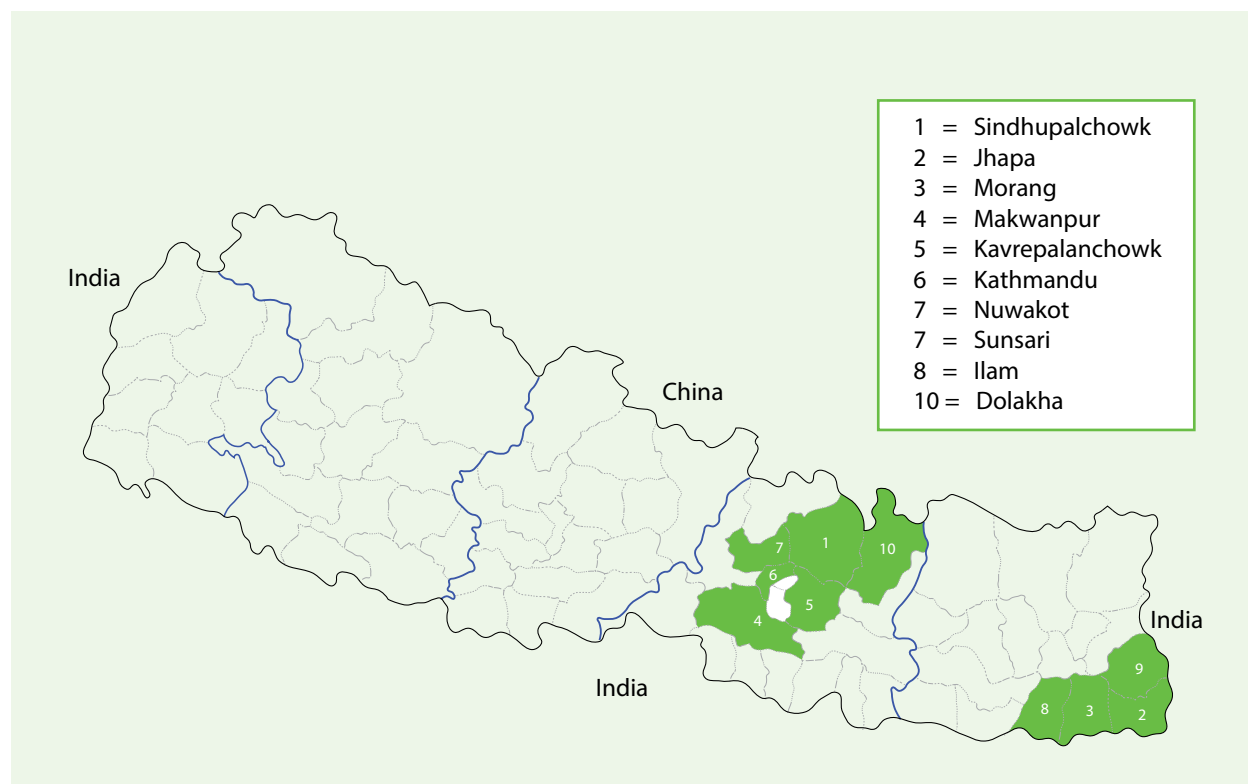 1 = Sindhupalchowk
2 = Jhapa
3 = Morang
4 = Makwanpur
5 = Kavrepalanchowk
6 = Kathmandu
7 = Nuwakot
7 = Sunsari
8 = Ilam
10 = Dolakha
India
China
India
India
7
1
10
6
5
4
9
8
3
2